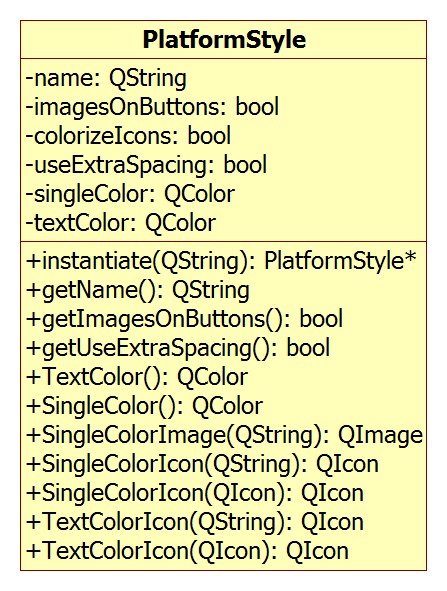 PlatformStyle
-name: QString
-imagesOnButtons: bool
-colorizeIcons: bool
-useExtraSpacing: bool
-singleColor: QColor
-textColor: QColor
+instantiate(QString): PlatformStyle*
+getName(): QString
+getImagesOnButtons(): bool
+getUseExtraSpacing(): bool
+TextColor(): QColor
+SingleColor(): QColor
+SingleColorImage(QString): QImage
+SingleColorIcon(QString): QIcon
+SingleColorIcon(QIcon): QIcon
+TextColorIcon(QString): QIcon
+TextColorIcon(QIcon): QIcon